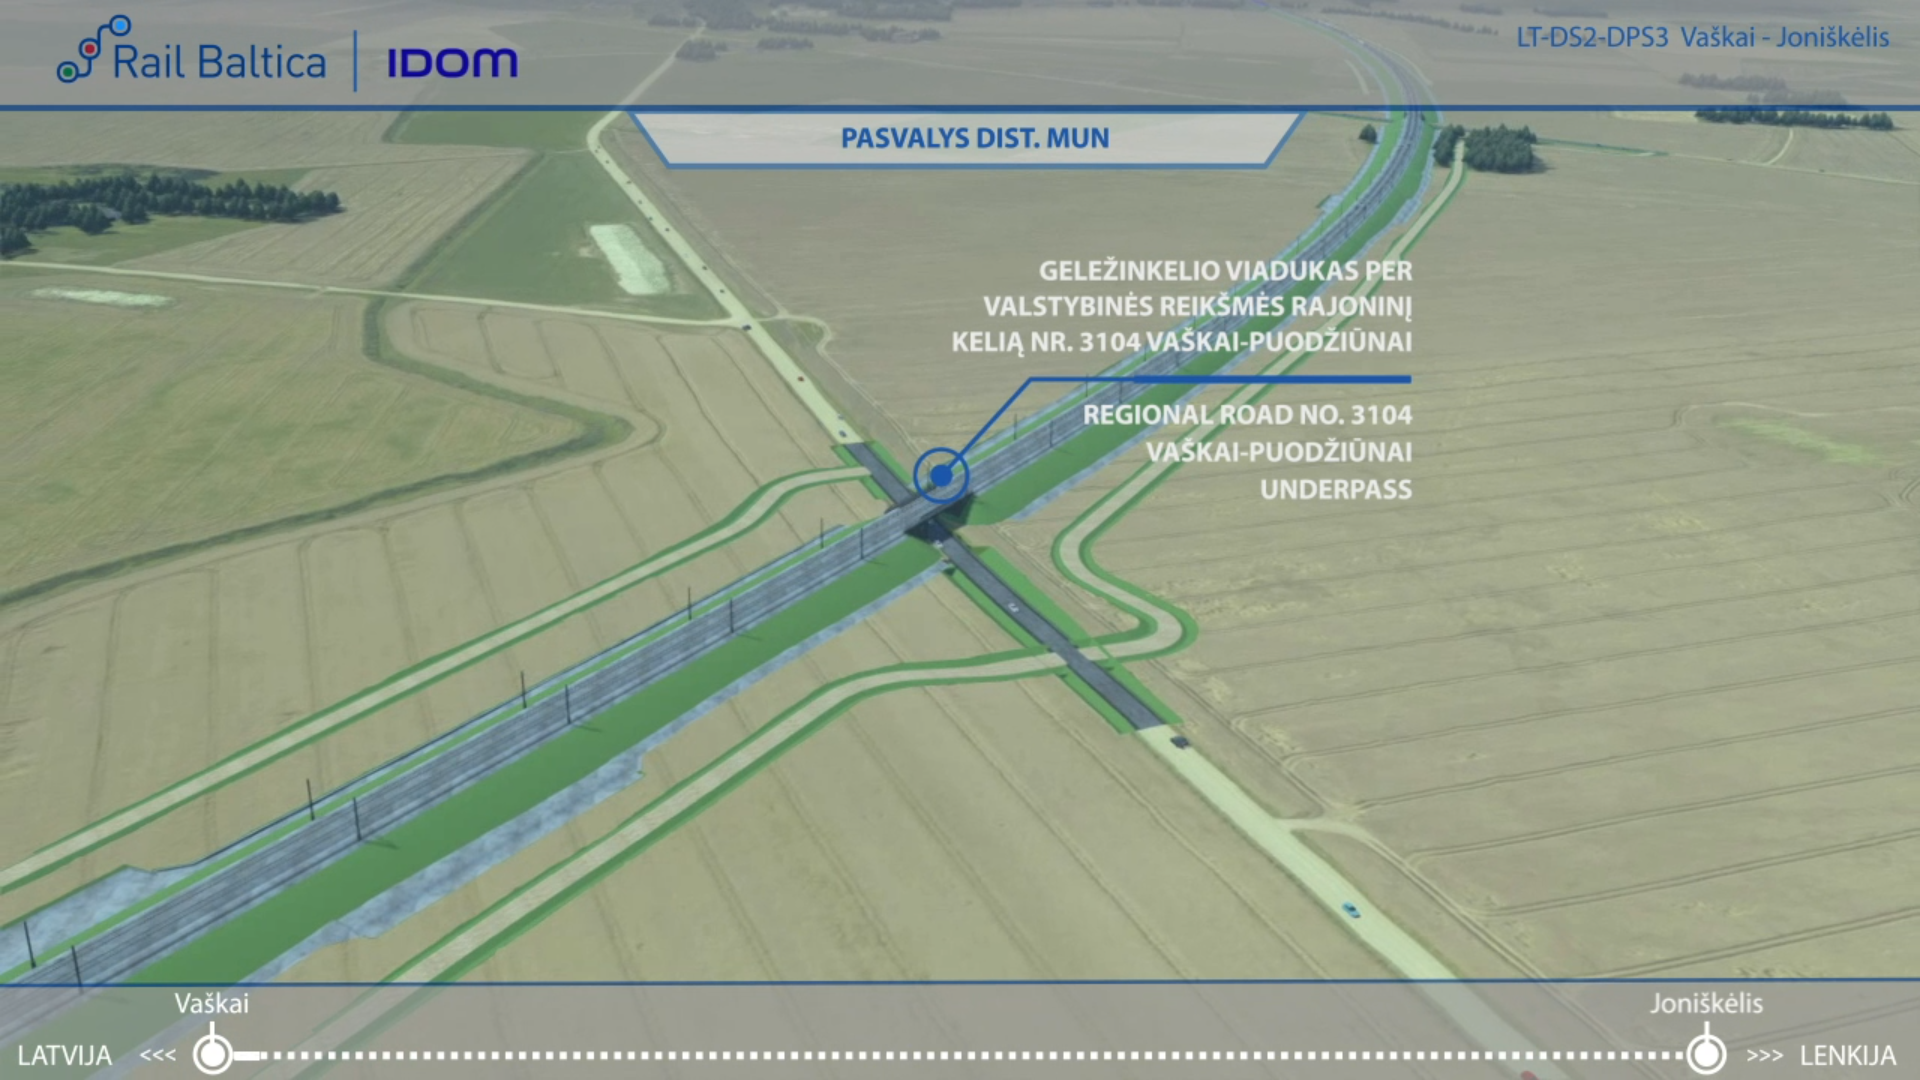 Rail Baltica
IDOM
LT-DS2-DPS3 Vaškai - Joniškėlis
PASVALYS DIST. MUN
GELEŽINKELIO VIADUKAS PER
VALSTYBINĖS REIKŠMĖS RAJONINĮ
KELIĄ NR. 3104 VAŠKAI-PUODŽIŪNAI
REGIONAL ROAD NO. 3104
VAŠKAI-PUODŽIŪNAI
UNDERPASS
Vaškai
Joniškėlis
LATVIJA <<<
>>> LENKIJA